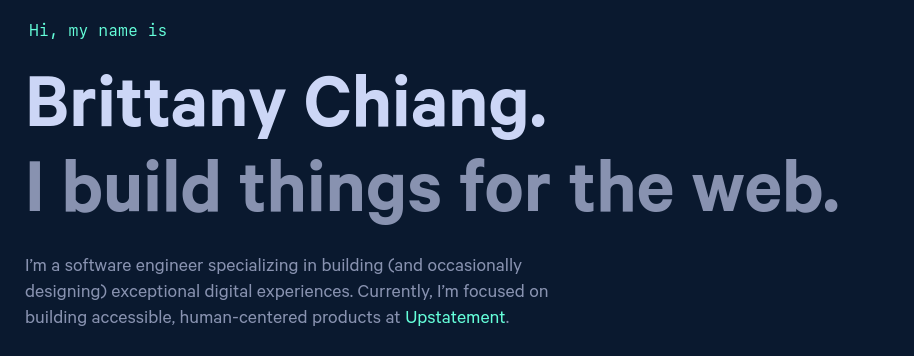 Hi, my name is
Brittany Chiang.
I build things for the web.
I’m a software engineer specializing in building (and occasionally
designing) exceptional digital experiences. Currently, I’m focused on
building accessible, human-centered products at Upstatement.